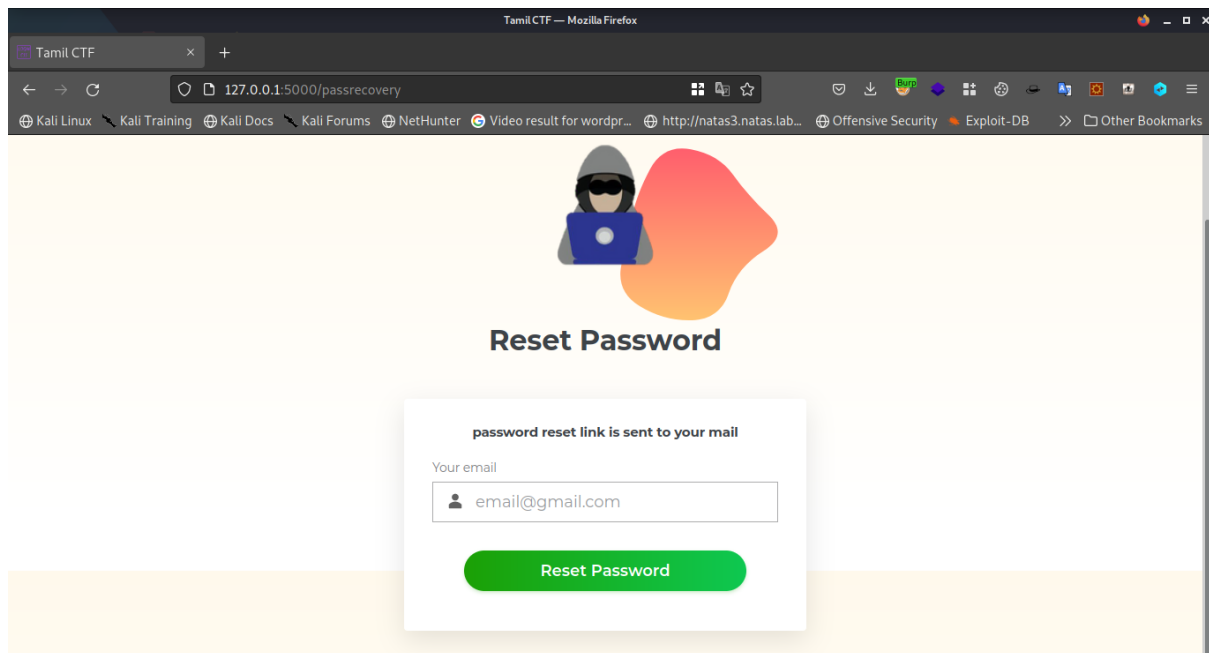 Tamil CTF — Mozilla Firefox
Tamil CTF
127.0.0.1:5000/passrecovery
Burp
Kali Linux Kali Training Kali Docs Kali Forums NetHunter Video result for wordpr... http://natas3.natas.lab... Offensive Security Exploit-DB Other Bookmarks
Reset Password
password reset link is sent to your mail
Your email
email@gmail.com
Reset Password